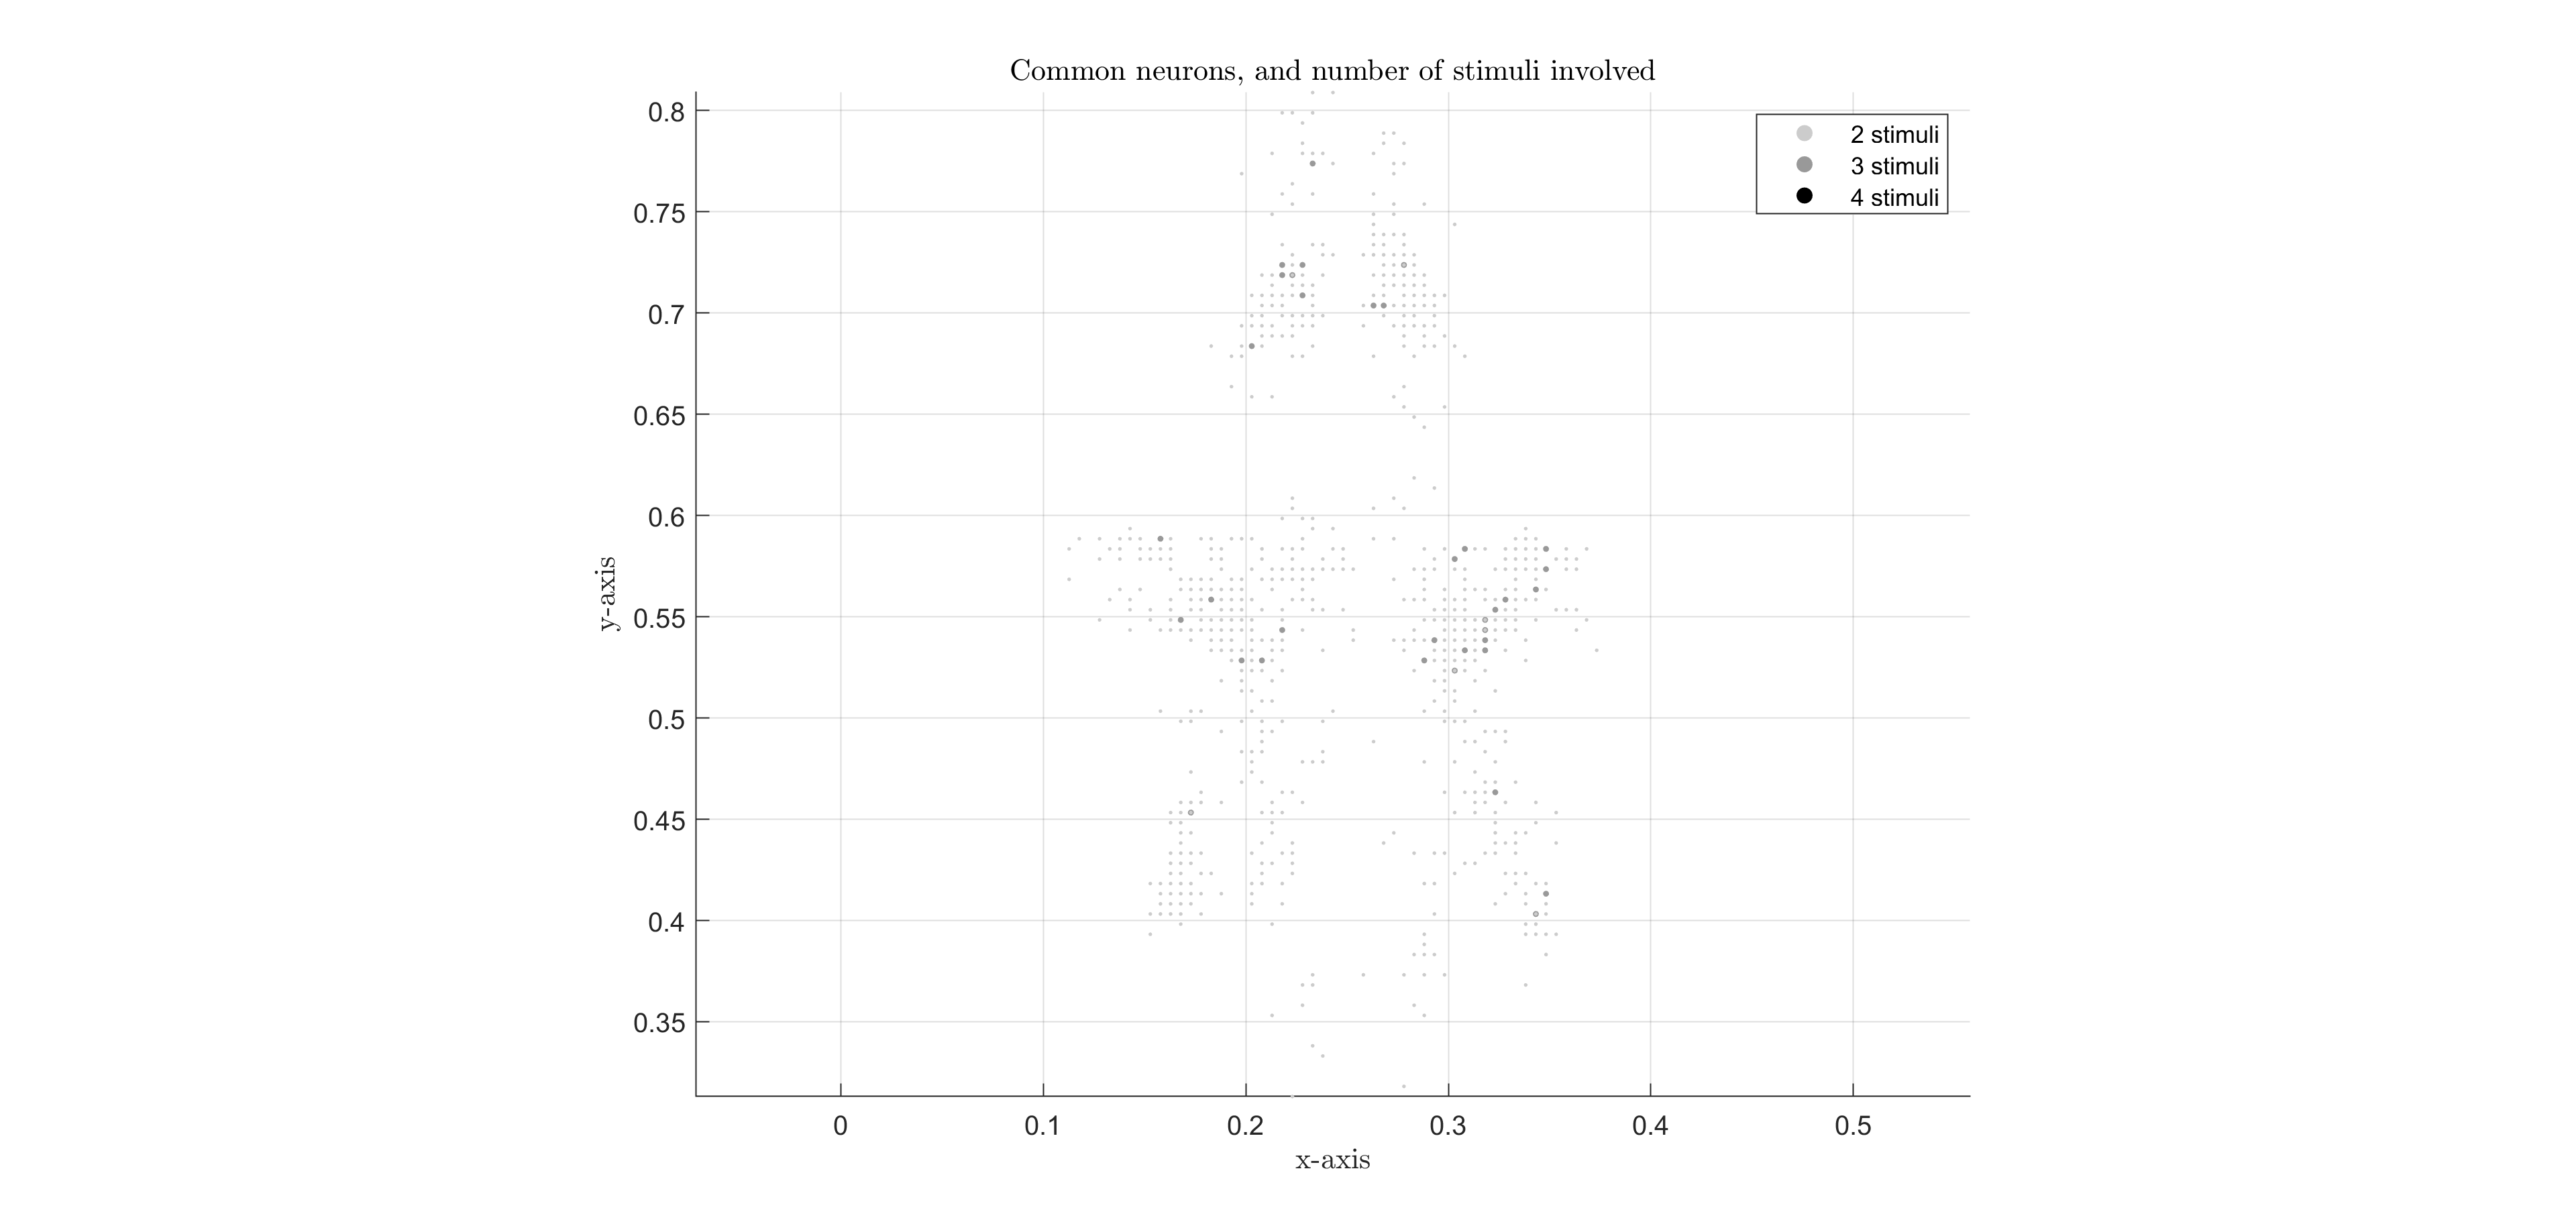 Common neurons, and number of stimuli involved
2 stimuli
3 stimuli
4 stimuli
0.8
0.75
0.7
0.65
0.6
0.55
0.5
0.45
0.4
0.35
y-axis
0 0.1 0.2 0.3 0.4 0.5
x-axis